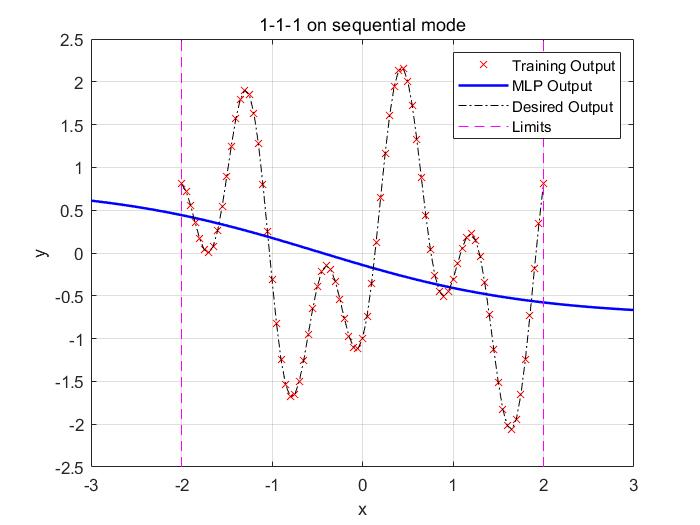 1-1-1 on sequential mode
Training Output
MLP Output
Desired Output
Limits
2.5
2
1.5
1
0.5
0
-0.5
-1
-1.5
-2
-2.5
y
-3 -2 -1 0 1 2 3
x